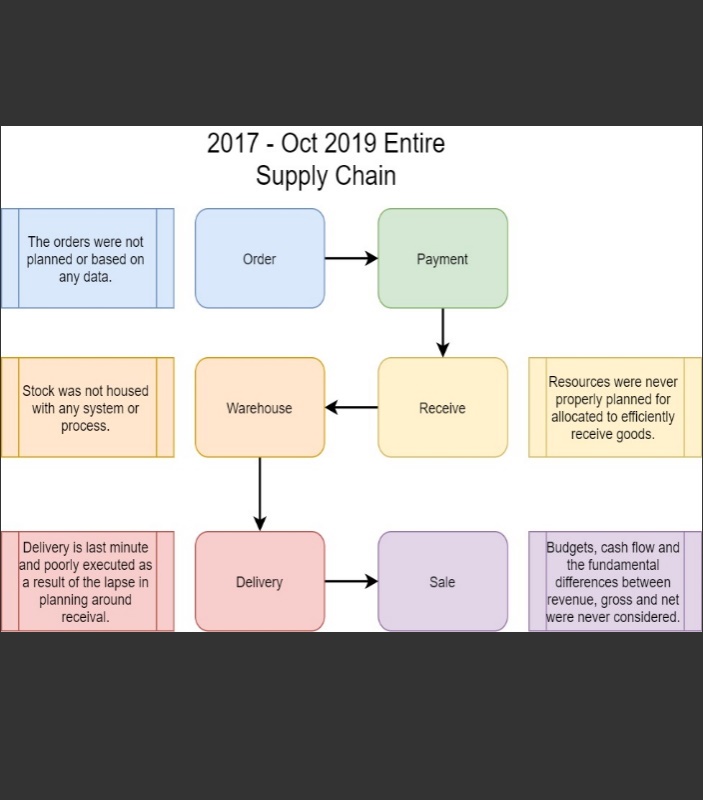 2017 - Oct 2019 Entire
Supply Chain
The orders were not
planned or based on
any data.
Order
Payment
Stock was not housed
with any system or
process.
Warehouse
Receive
Resources were never
properly planned for
allocated to efficiently
receive goods.
Delivery is last minute
and poorly executed as
a result of the lapse in
planning around
receival.
Delivery
Sale
Budgets, cash flow and
the fundamental
differences between
revenue, gross and net
were never considered.